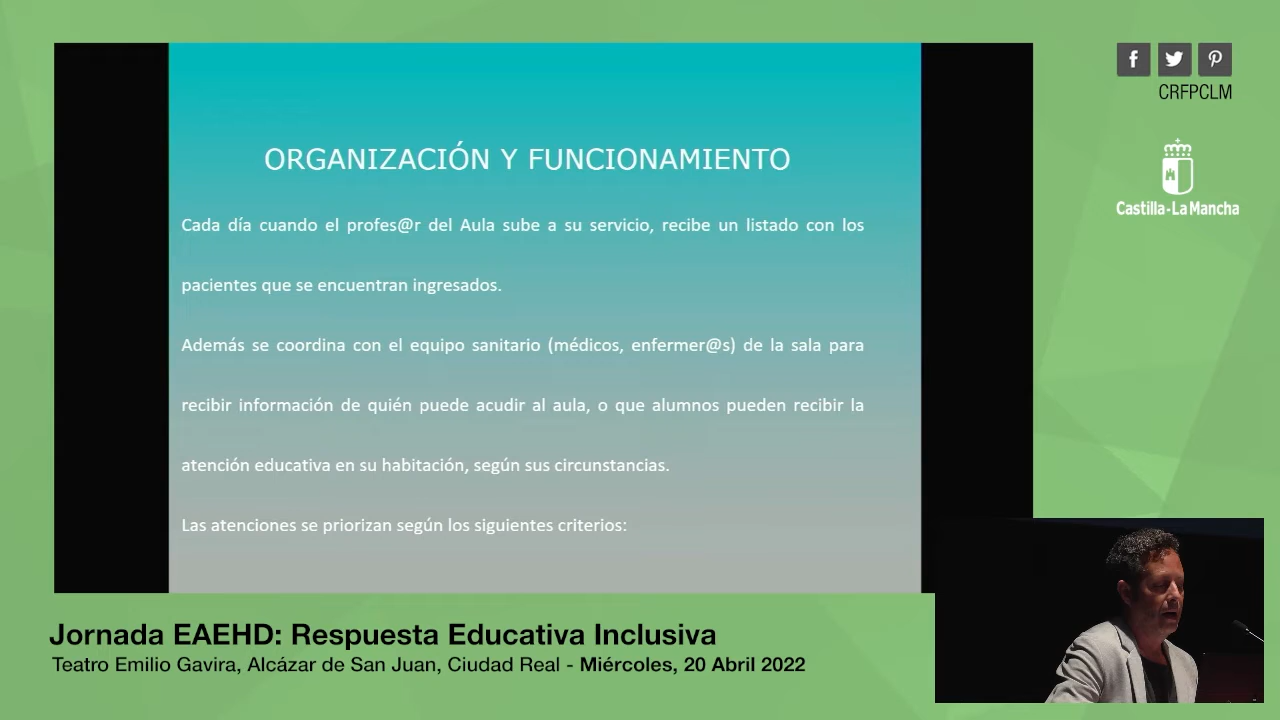 ORGANIZACIÓN Y FUNCIONAMIENTO
Cada día cuando el profes@r del Aula sube a su servicio, recibe un listado con los
pacientes que se encuentran ingresados.
Además se coordina con el equipo sanitario (médicos, enfermer@s) de la sala para
recibir información de quién puede acudir al aula, o que alumnos pueden recibir la
atención educativa en su habitación, según sus circunstancias.
Las atenciones se priorizan según los siguientes criterios:
CRFPCLM
Castilla-La Mancha
Jornada EAEHD: Respuesta Educativa Inclusiva
Teatro Emilio Gavira, Alcázar de San Juan, Ciudad Real - Miércoles, 20 Abril 2022